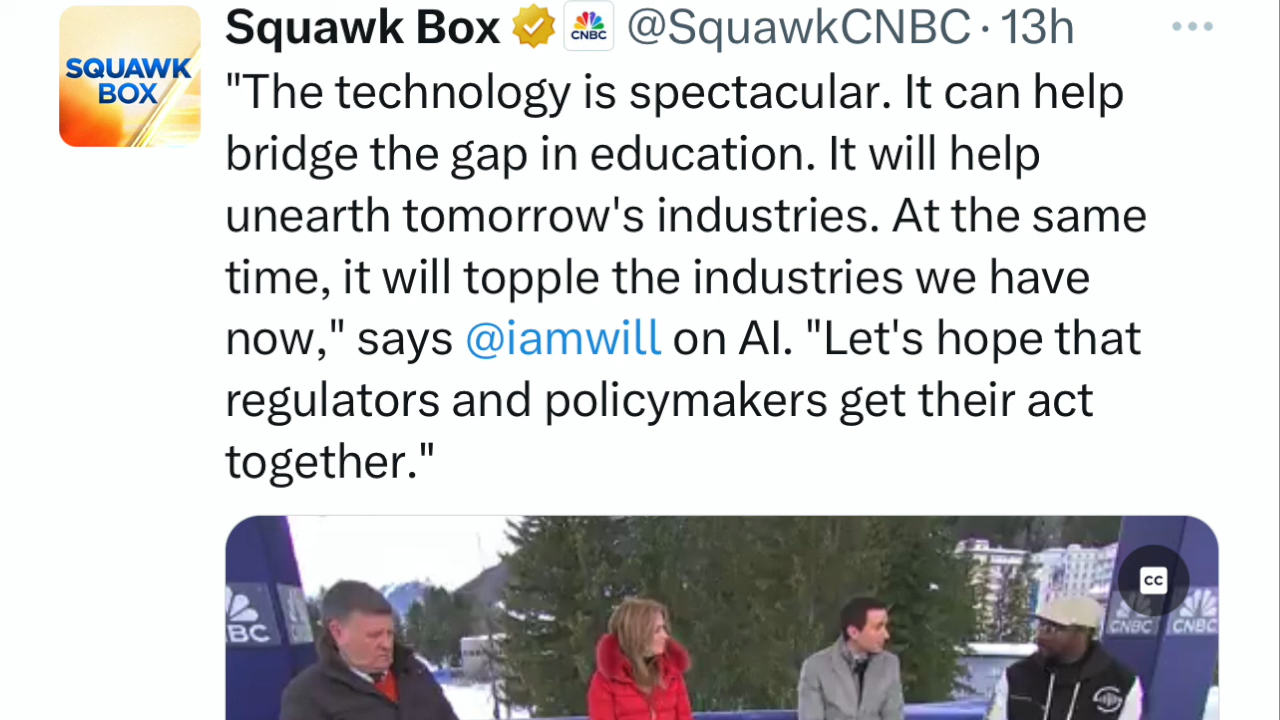 SQUAWK
BOX
Squawk Box CNBC @SquawkCNBC · 13h
"The technology is spectacular. It can help
bridge the gap in education. It will help
unearth tomorrow's industries. At the same
time, it will topple the industries we have
now," says @iamwill on AI. "Let's hope that
regulators and policymakers get their act
together."
CC
BC
CNBC
CNBC